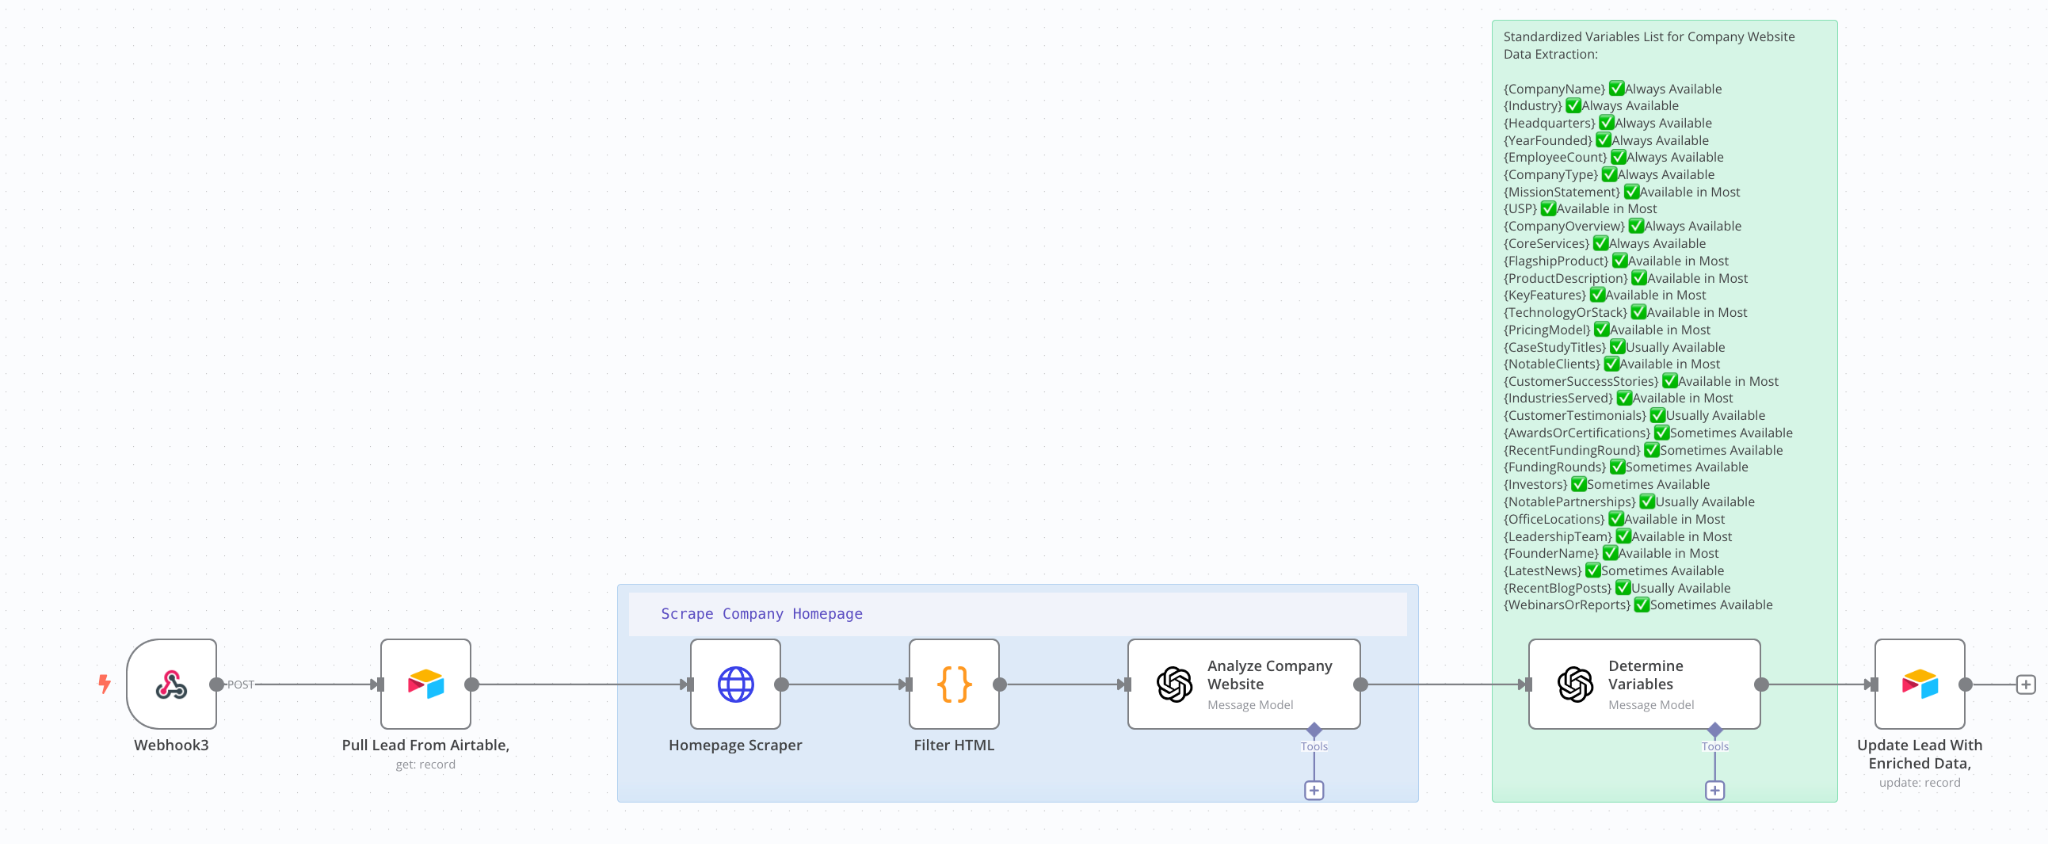 Standardized Variables List for Company Website
Data Extraction:
{CompanyName} ✅Always Available
{Industry} ✅Always Available
{Headquarters} ✅Always Available
{YearFounded} ✅Always Available
{EmployeeCount} ✅Always Available
{CompanyType} ✅Always Available
{MissionStatement} ✅Available in Most
{USP} ✅Available in Most
{CompanyOverview} ✅Always Available
{CoreServices} ✅Always Available
{FlagshipProduct} ✅Available in Most
{ProductDescription} ✅Available in Most
{KeyFeatures} ✅Available in Most
{TechnologyOrStack} ✅Available in Most
{PricingModel} ✅Available in Most
{CaseStudyTitles} ✅Usually Available
{NotableClients} ✅Available in Most
{CustomerSuccessStories} ✅Available in Most
{IndustriesServed} ✅Available in Most
{CustomerTestimonials} ✅Usually Available
{AwardsOrCertifications} ✅Sometimes Available
{RecentFundingRound} ✅Sometimes Available
{FundingRounds} ✅Sometimes Available
{Investors} ✅Sometimes Available
{NotablePartnerships} ✅Usually Available
{OfficeLocations} ✅Available in Most
{LeadershipTeam} ✅Available in Most
{FounderName} ✅Available in Most
{LatestNews} ✅Sometimes Available
{RecentBlogPosts} ✅Usually Available
{WebinarsOrReports} ✅Sometimes Available
Scrape Company Homepage
POST
Webhook3
Pull Lead From Airtable,
get: record
Homepage Scraper
{}
Filter HTML
Analyze Company
Website
Message Model
Tools
Determine
Variables
Message Model
Tools
Update Lead With
Enriched Data,
update: record